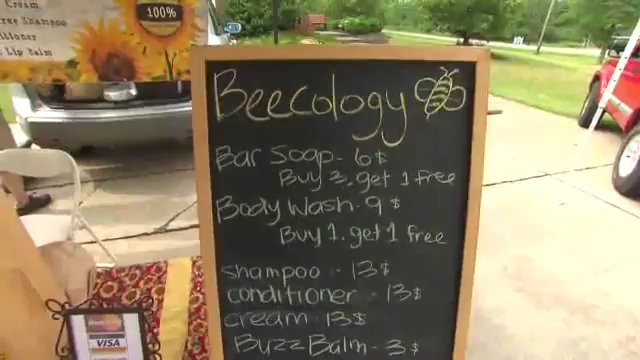 Cream
ree Shampoo
itioner
Lip Balm
100%
Beecology
Bar Soap - 6 $
Buy 3, get 1 free
Body Wash - 9 $
Buy 1. get 1 free
shampoo - 13 $
conditioner - 13 $
cream - 13 $
Buzz Balm - 3 $
VISA